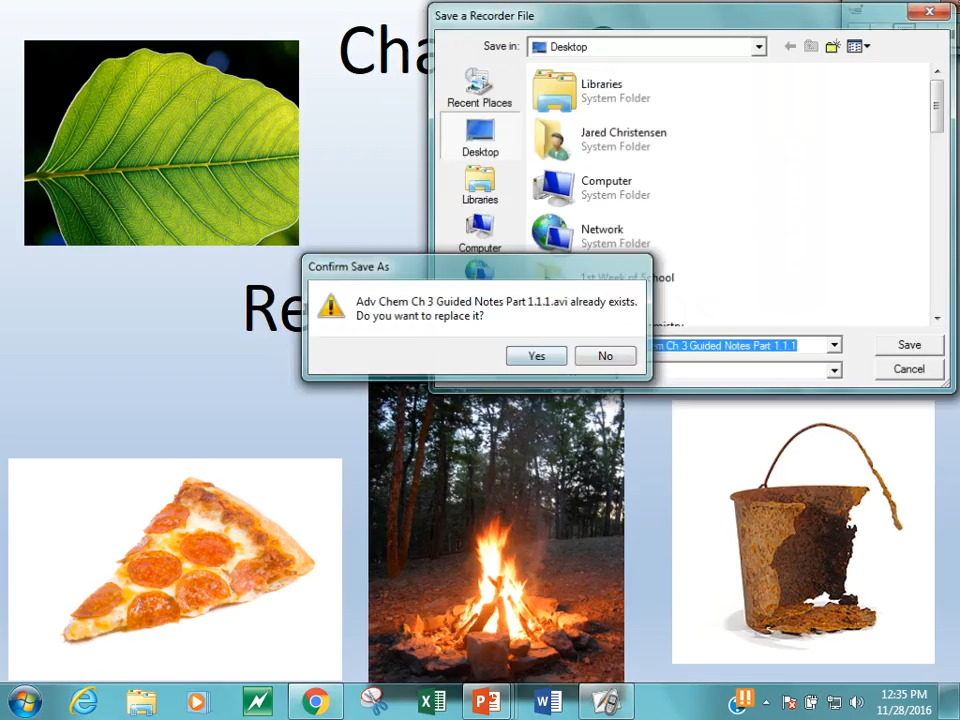 Cha
Save a Recorder File
Save in:
Desktop
Recent Places
Desktop
Libraries
Computer
Libraries
System Folder
Jared Christensen
System Folder
Computer
System Folder
Network
System Folder
1st Week of School
Re
Confirm Save As
Adv Chem Ch 3 Guided Notes Part 1.1.1.avi already exists.
Do you want to replace it?
Yes
No
em Ch 3 Guided Notes Part 1.1.1
Save
Cancel
12:35 PM
11/28/2016